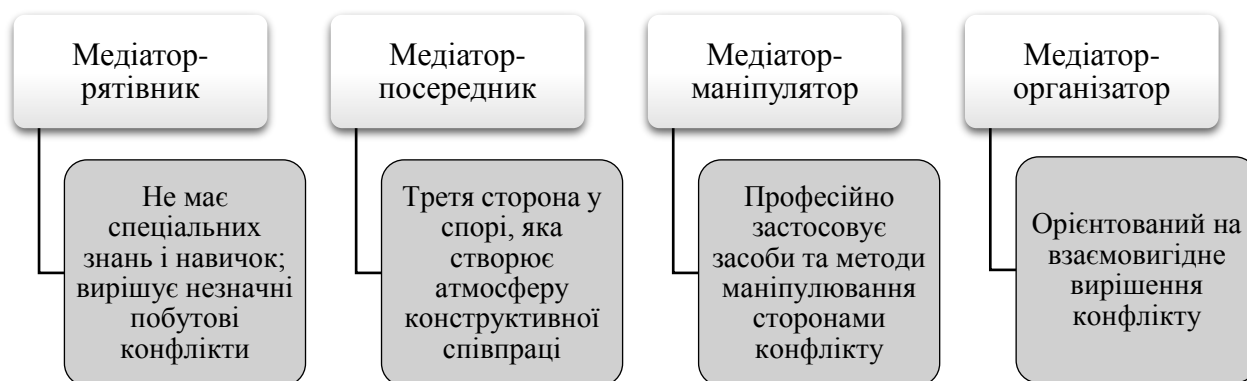 Медіатор-
рятівник
Не має
спеціальних
знань і навичок;
вирішує незначні
побутові
конфлікти
Медіатор-
посередник
Третя сторона у
спорі, яка
створює
атмосферу
конструктивної
співпраці
Медіатор-
маніпулятор
Професійно
застосовує
засоби та методи
маніпулювання
сторонами
конфлікту
Медіатор-
організатор
Орієнтований на
взаємовигідне
вирішення
конфлікту